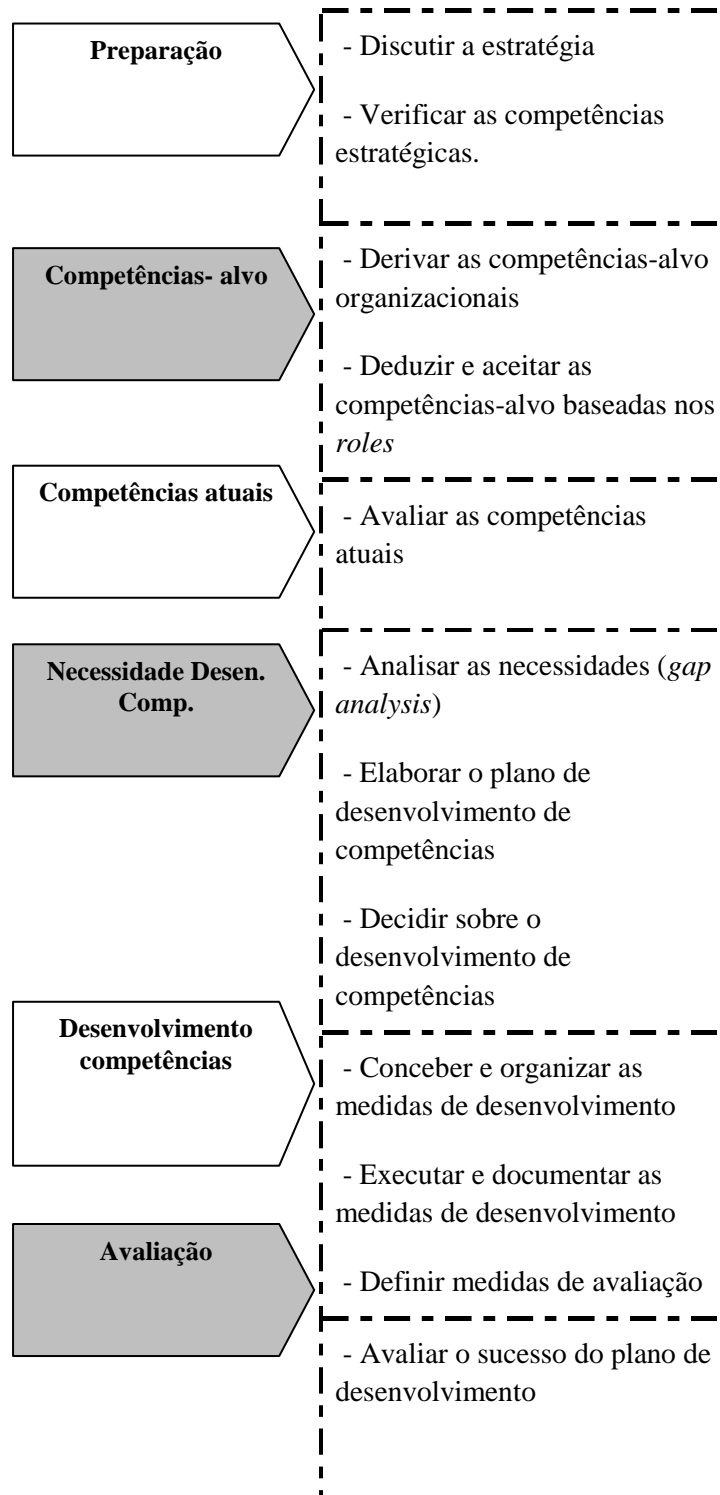 Preparação
- Discutir a estratégia
- Verificar as competências
estratégicas.
Competências- alvo
- Derivar as competências-alvo
organizacionais
- Deduzir e aceitar as
competências-alvo baseadas nos
roles
Competências atuais
- Avaliar as competências
atuais
Necessidade Desen.
Comp.
- Analisar as necessidades (gap
analysis)
- Elaborar o plano de
desenvolvimento de
competências
- Decidir sobre o
desenvolvimento de
competências
Desenvolvimento
competências
- Conceber e organizar as
medidas de desenvolvimento
- Executar e documentar as
medidas de desenvolvimento
- Definir medidas de avaliação
Avaliação
- Avaliar o sucesso do plano de
desenvolvimento